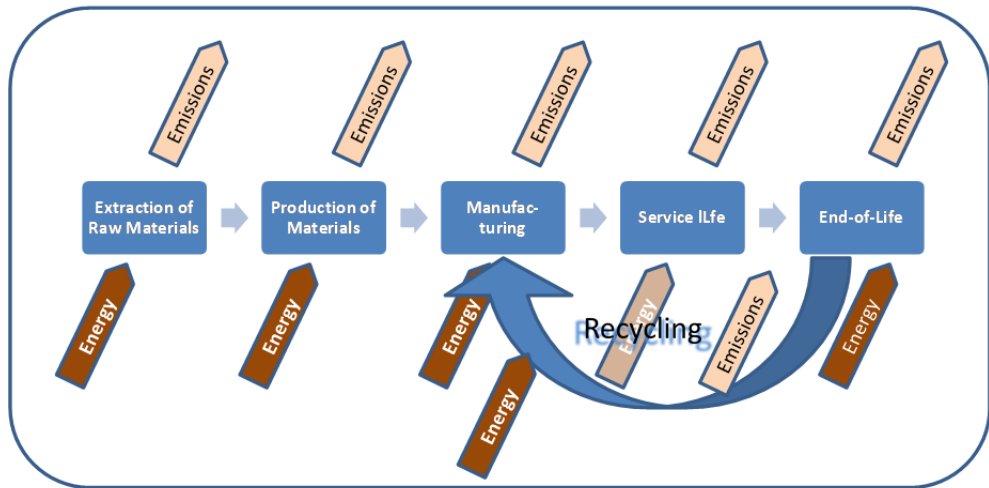 Emissions
Emissions
Emissions
Emissions
Emissions
Extraction of
Raw Materials
Production of
Materials
Manufac-
turing
Service lLfe
End-of-Life
Energy
Energy
Energy
Energy
Recycling
Emissions
Energy
Energy